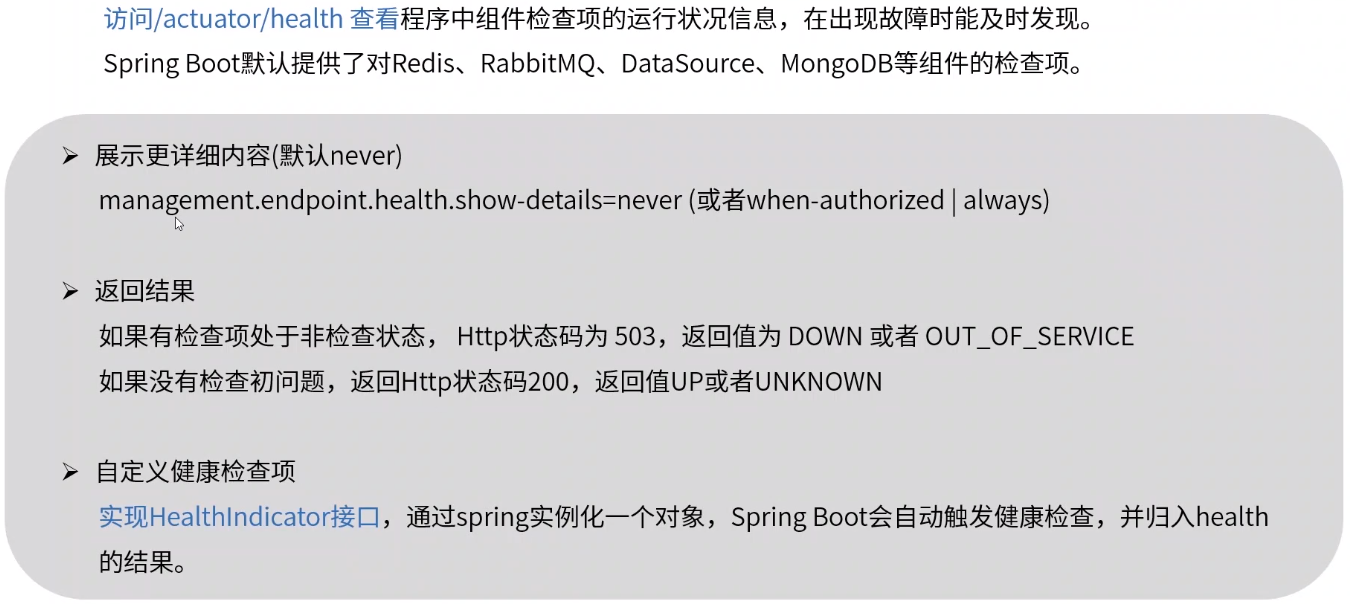 访问/actuator/health 查看程序中组件检查项的运行状况信息，在出现故障时能及时发现。
Spring Boot默认提供了对Redis、RabbitMQ、DataSource、MongoDB等组件的检查项。
➢ 展示更详细内容(默认never)
management.endpoint.health.show-details=never (或者when-authorized | always)
➢ 返回结果
如果有检查项处于非检查状态， Http状态码为 503，返回值为 DOWN 或者 OUT_OF_SERVICE
如果没有检查初问题，返回Http状态码200，返回值UP或者UNKNOWN
➢ 自定义健康检查项
实现HealthIndicator接口，通过spring实例化一个对象，Spring Boot会自动触发健康检查，并归入health
的结果。